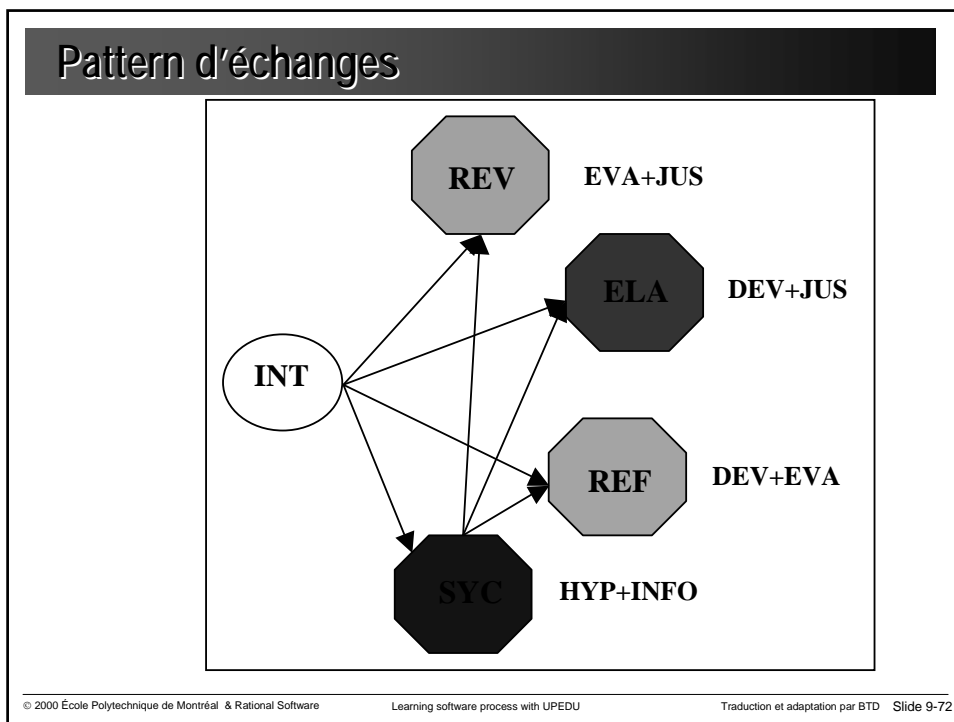 Pattern d'échanges
REV
EVA+JUS
ELA
DEV+JUS
INT
REF
DEV+EVA
SYC
HYP+INFO
© 2000 École Polytechnique de Montréal & Rational Software
Learning software process with UPEDU
Traduction et adaptation par BTD
Slide 9-72